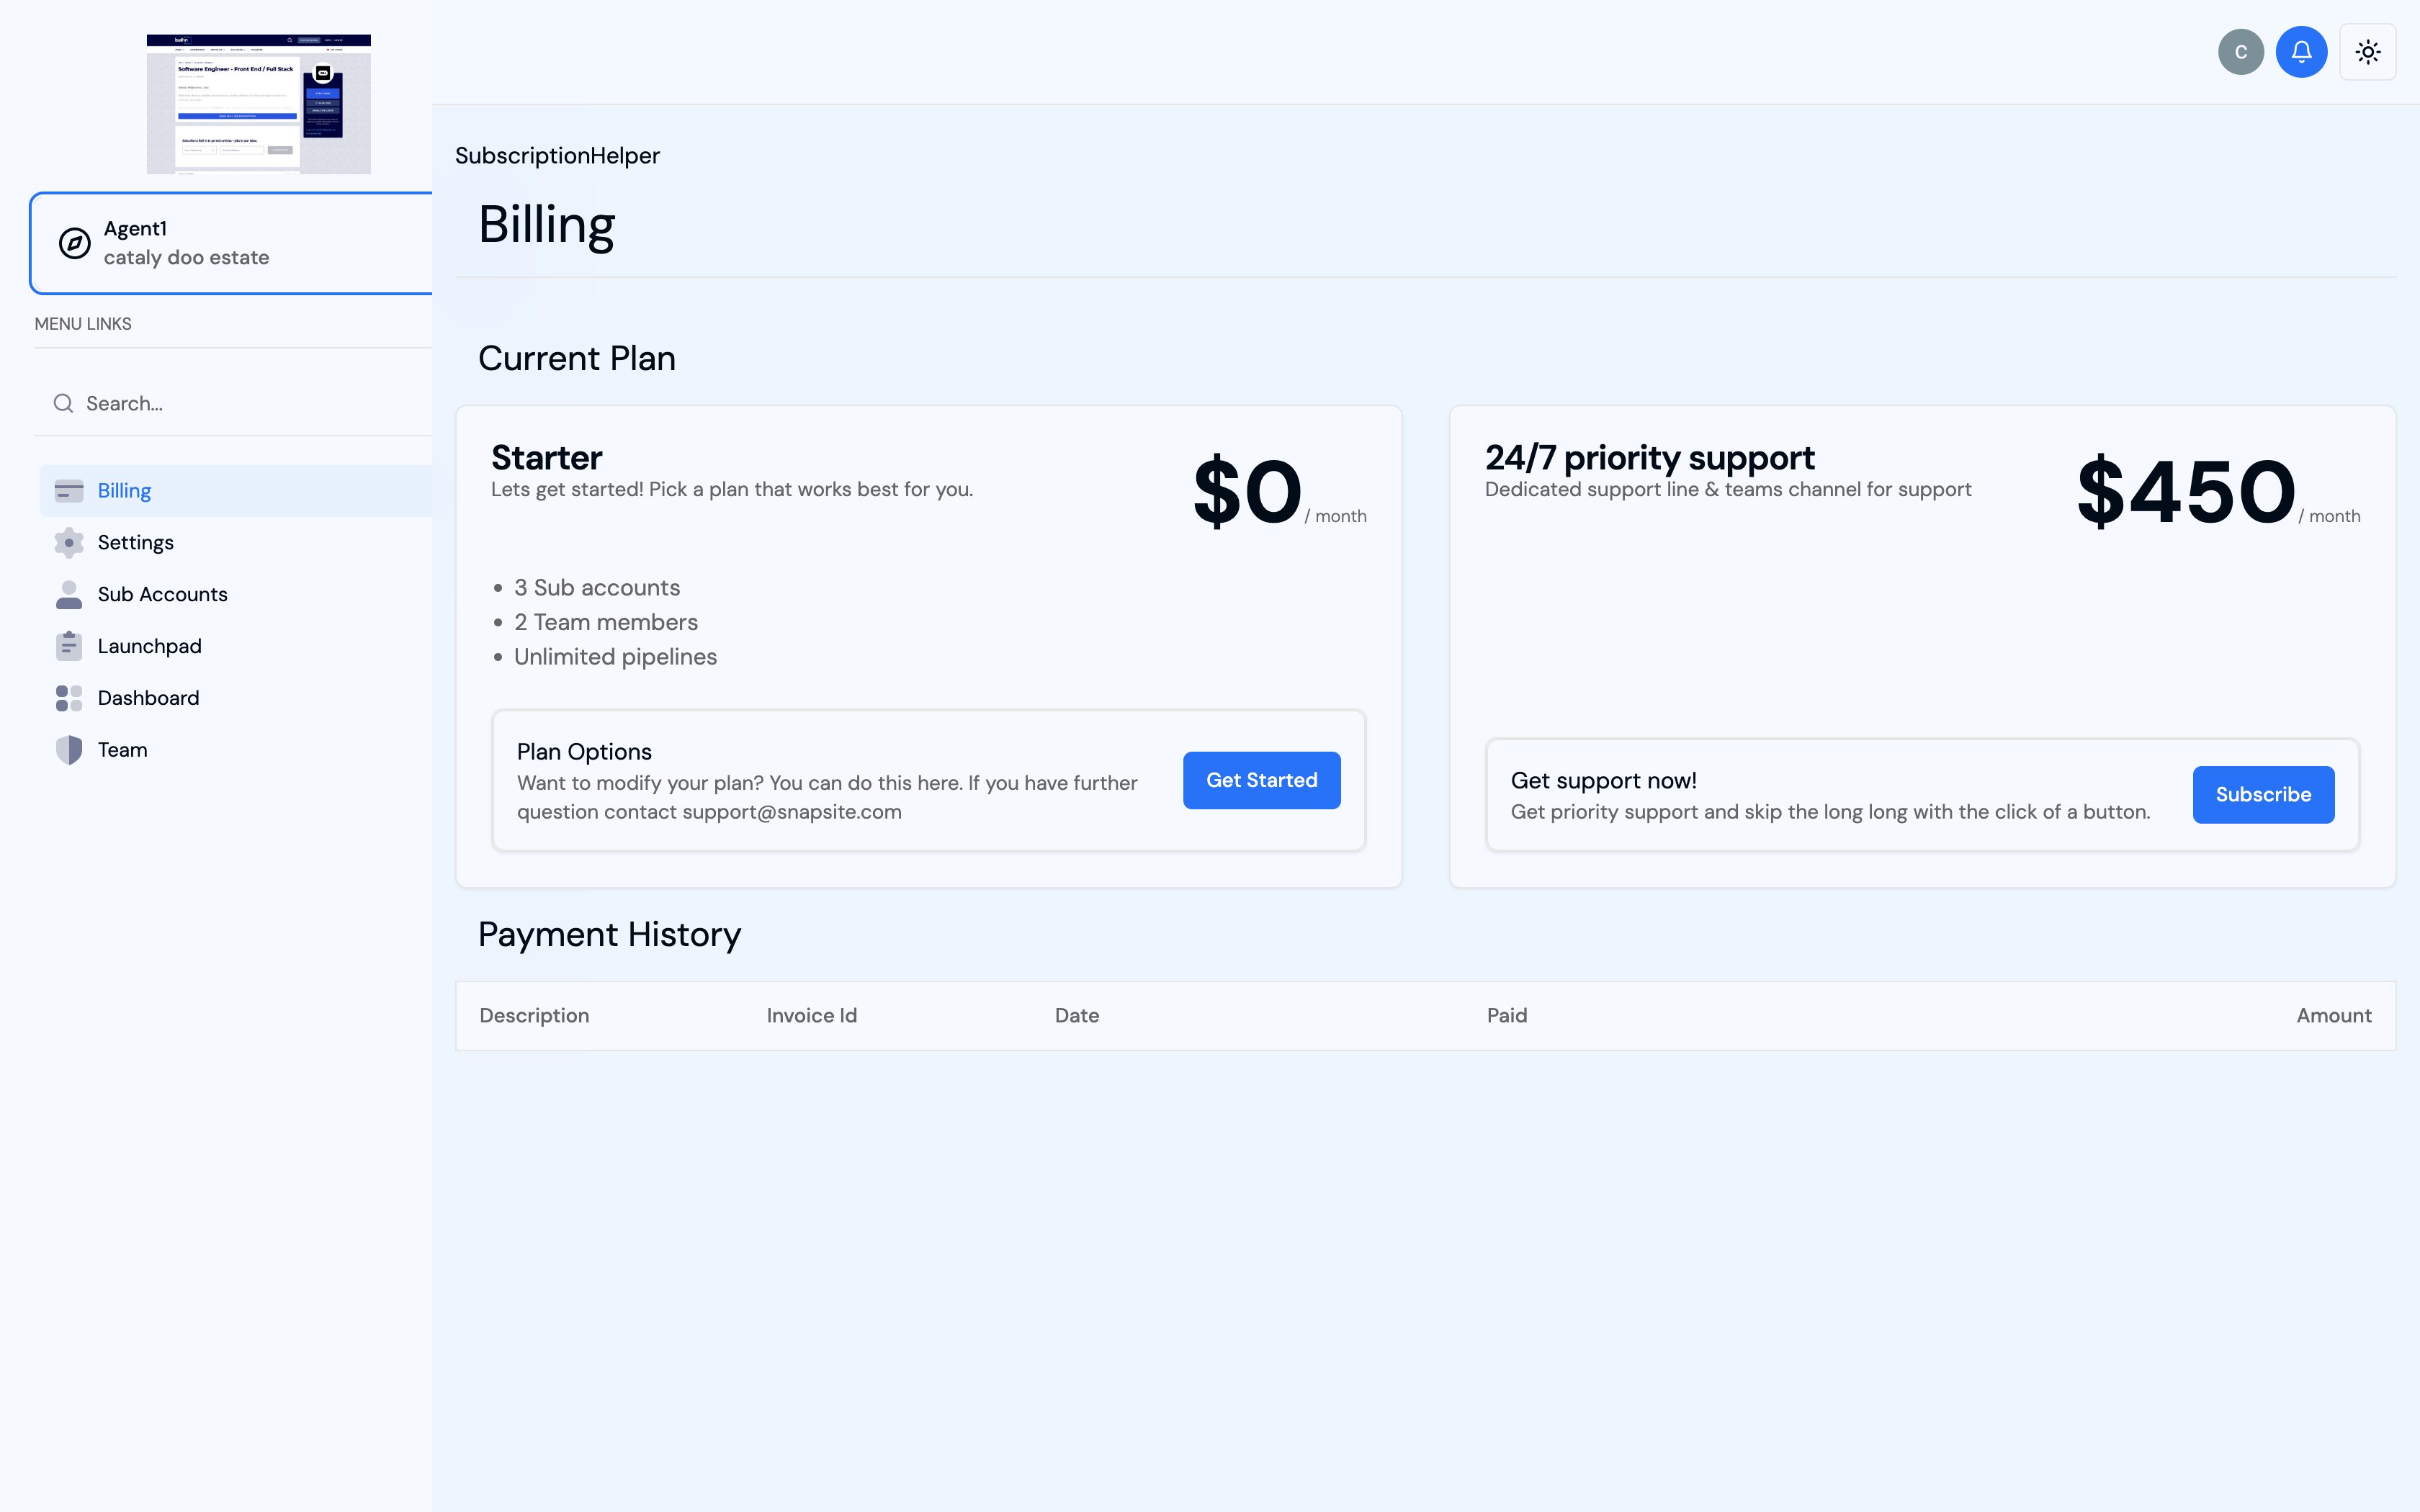 Software Engineer - Front End / Full Stack
Agent1
cataly doo estate
MENU LINKS
Search...
Billing
Settings
Sub Accounts
Launchpad
Dashboard
Team
C
SubscriptionHelper
Billing
Current Plan
Starter
Lets get started! Pick a plan that works best for you.
$0 / month
3 Sub accounts
2 Team members
Unlimited pipelines
Plan Options
Want to modify your plan? You can do this here. If you have further
question contact support@snapsite.com
Get Started
24/7 priority support
Dedicated support line & teams channel for support
$450 / month
Get support now!
Get priority support and skip the long long with the click of a button.
Subscribe
Payment History
Description Invoice Id Date Paid Amount